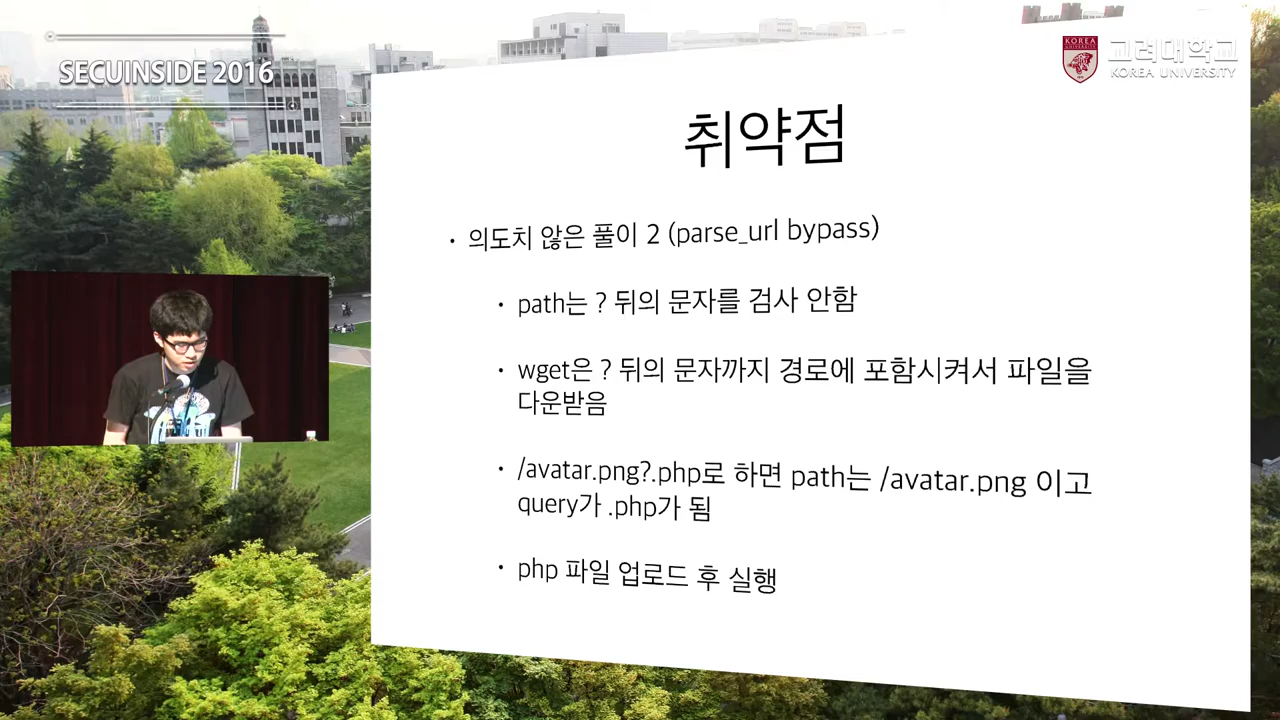 SECUINSIDE 2016
KOREA
UNIVERSITY
고려대학교
KOREA UNIVERSITY
취약점
• 의도치 않은 풀이 2 (parse_url bypass)
• path는 ? 뒤의 문자를 검사 안함
• wget은 ? 뒤의 문자까지 경로에 포함시켜서 파일을
다운받음
• /avatar.png?.php로 하면 path는 /avatar.png 이고
query가 .php가 됨
• php 파일 업로드 후 실행